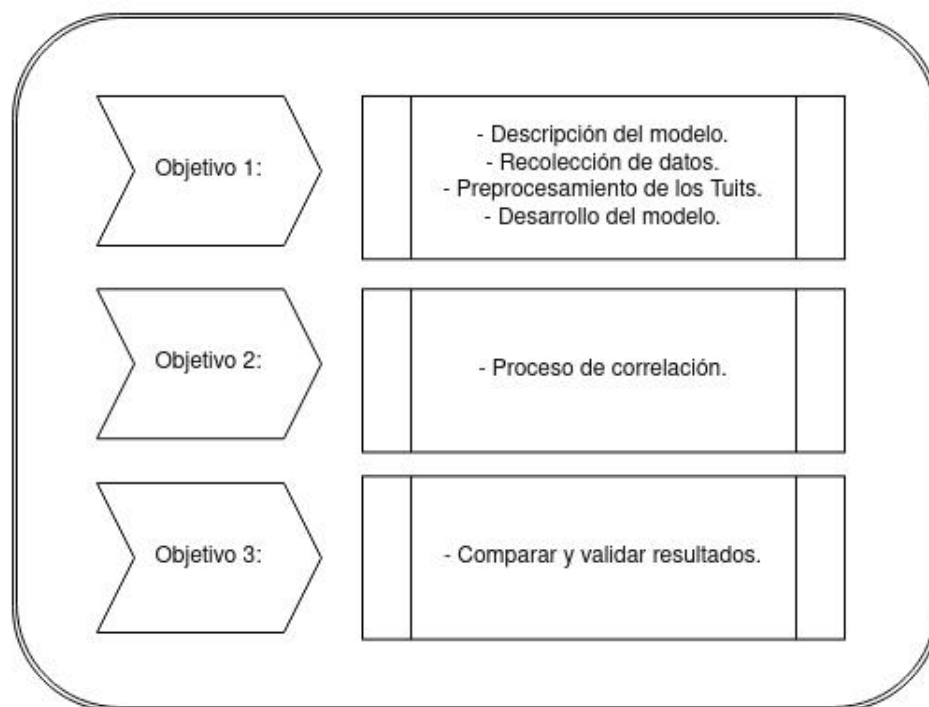 Objetivo 1:
- Descripción del modelo.
- Recolección de datos.
- Preprocesamiento de los Tuits.
- Desarrollo del modelo.
Objetivo 2:
- Proceso de correlación.
Objetivo 3:
- Comparar y validar resultados.